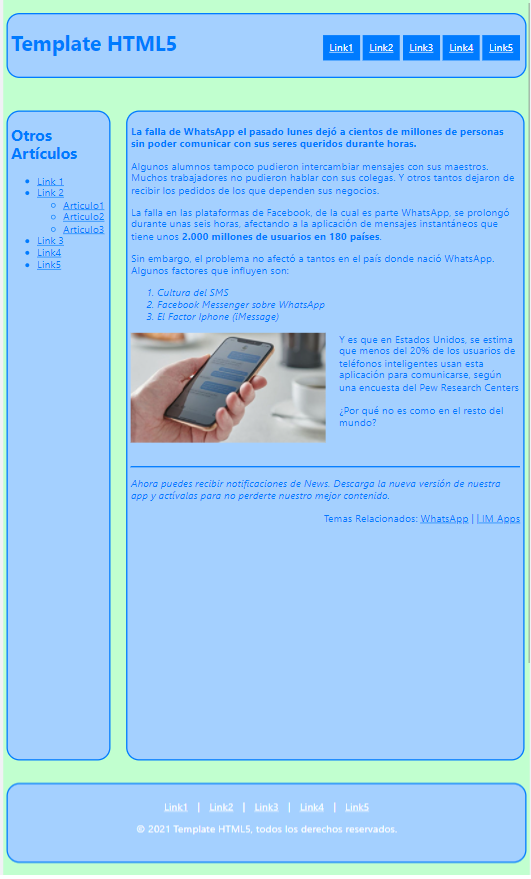 Template HTML5
Link1 Link2 Link3 Link4 Link5
Otros
Artículos
Link 1
Link 2
Articulo1
Articulo2
Articulo3
Link 3
Link4
Link5
La falla de WhatsApp el pasado lunes dejó a cientos de millones de personas
sin poder comunicar con sus seres queridos durante horas.
Algunos alumnos tampoco pudieron intercambiar mensajes con sus maestros.
Muchos trabajadores no pudieron hablar con sus colegas. Y otros tantos dejaron de
recibir los pedidos de los que dependen sus negocios.
La falla en las plataformas de Facebook, de la cual es parte WhatsApp, se prolongó
durante unas seis horas, afectando a la aplicación de mensajes instantáneos que
tiene unos 2.000 millones de usuarios en 180 países.
Sin embargo, el problema no afectó a tantos en el país donde nació WhatsApp.
Algunos factores que influyen son:
1. Cultura del SMS
2. Facebook Messenger sobre WhatsApp
3. El Factor Iphone (iMessage)
Y es que en Estados Unidos, se estima
que menos del 20% de los usuarios de
teléfonos inteligentes usan esta
aplicación para comunicarse, según
una encuesta del Pew Research Centers
¿Por qué no es como en el resto del
mundo?
Ahora puedes recibir notificaciones de News. Descarga la nueva versión de nuestra
app y actívalas para no perderte nuestro mejor contenido.
Temas Relacionados: WhatsApp | | IM Apps
Link1 | Link2 | Link3 | Link4 | Link5
© 2021 Template HTML5, todos los derechos reservados.